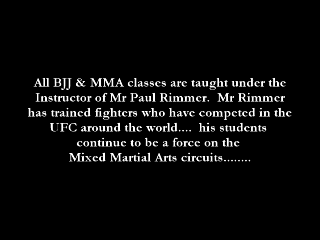 All BJJ & MMA classes are taught under the
Instructor of Mr Paul Rimmer.  Mr Rimmer
has trained fighters who have competed in the
UFC around the world....  his students
continue to be a force on the
Mixed Martial Arts circuits........